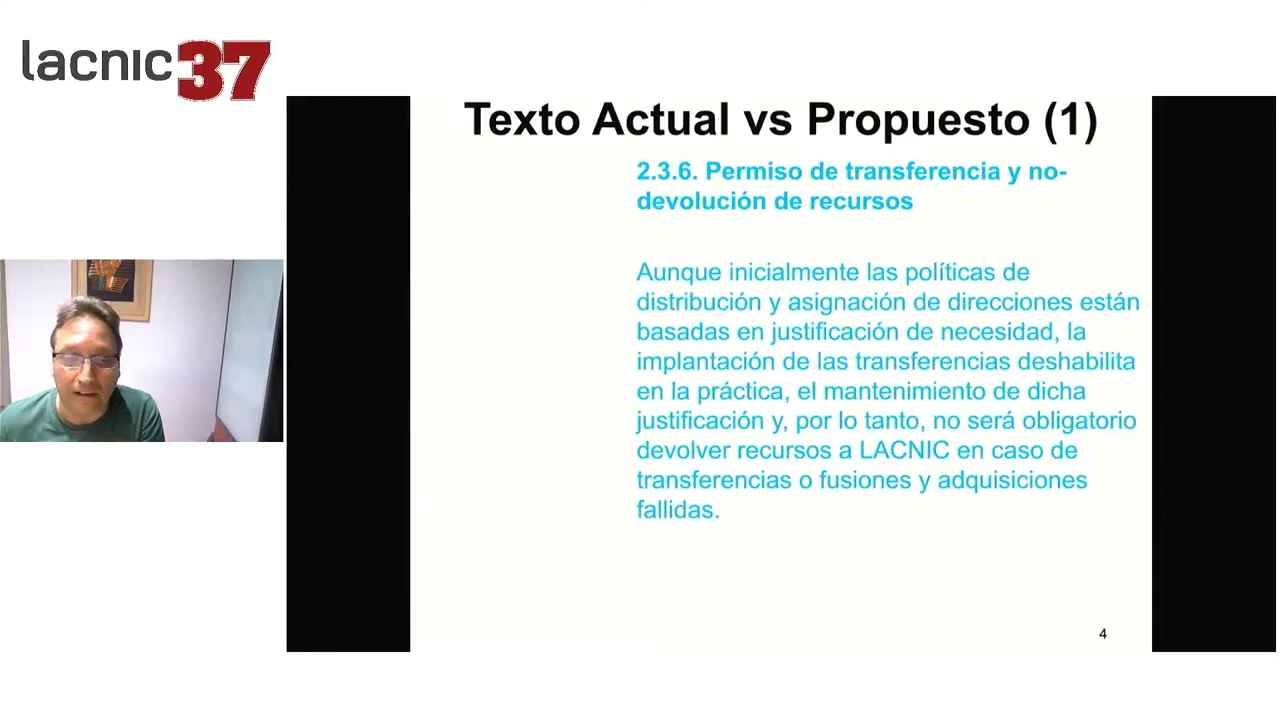 lacnic37
Texto Actual vs Propuesto (1)
2.3.6. Permiso de transferencia y no-
devolución de recursos
Aunque inicialmente las políticas de
distribución y asignación de direcciones están
basadas en justificación de necesidad, la
implantación de las transferencias deshabilita
en la práctica, el mantenimiento de dicha
justificación y, por lo tanto, no será obligatorio
devolver recursos a LACNIC en caso de
transferencias o fusiones y adquisiciones
fallidas.
4